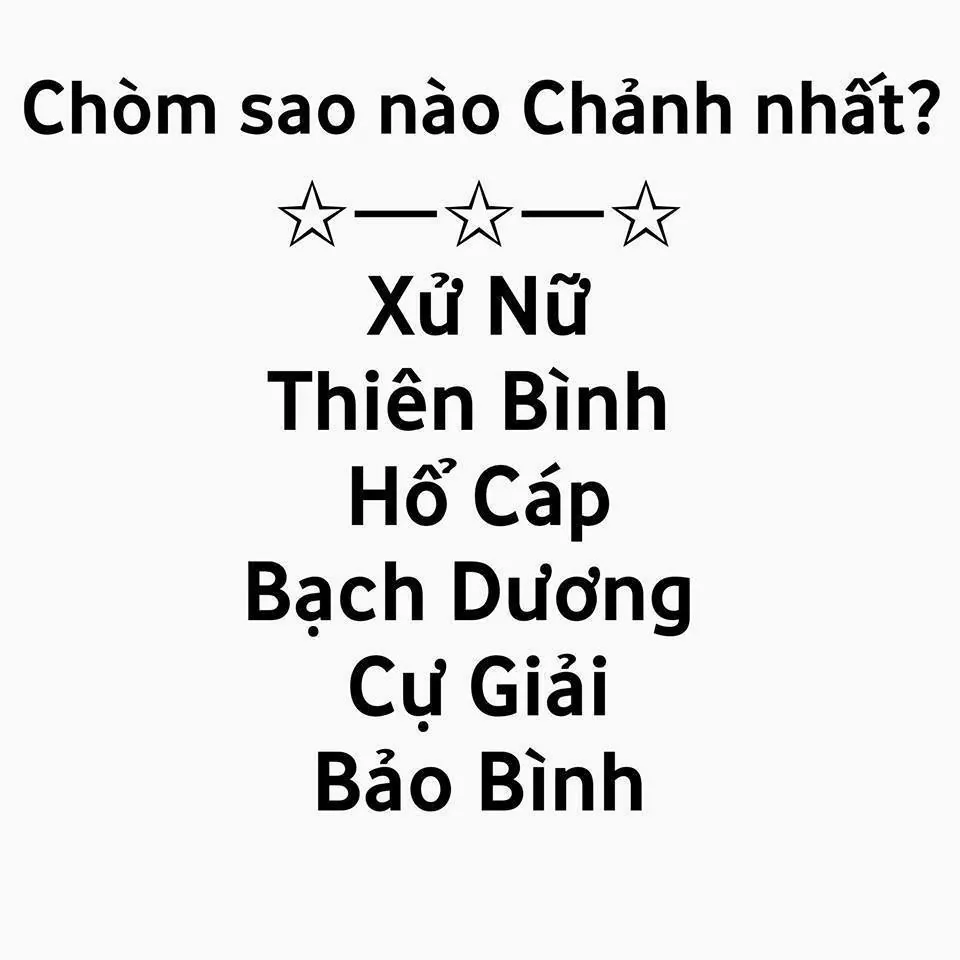 Chòm sao nào Chảnh nhất?
☆—☆—☆
Xử Nữ
Thiên Bình
Hổ Cáp
Bạch Dương
Cự Giải
Bảo Bình